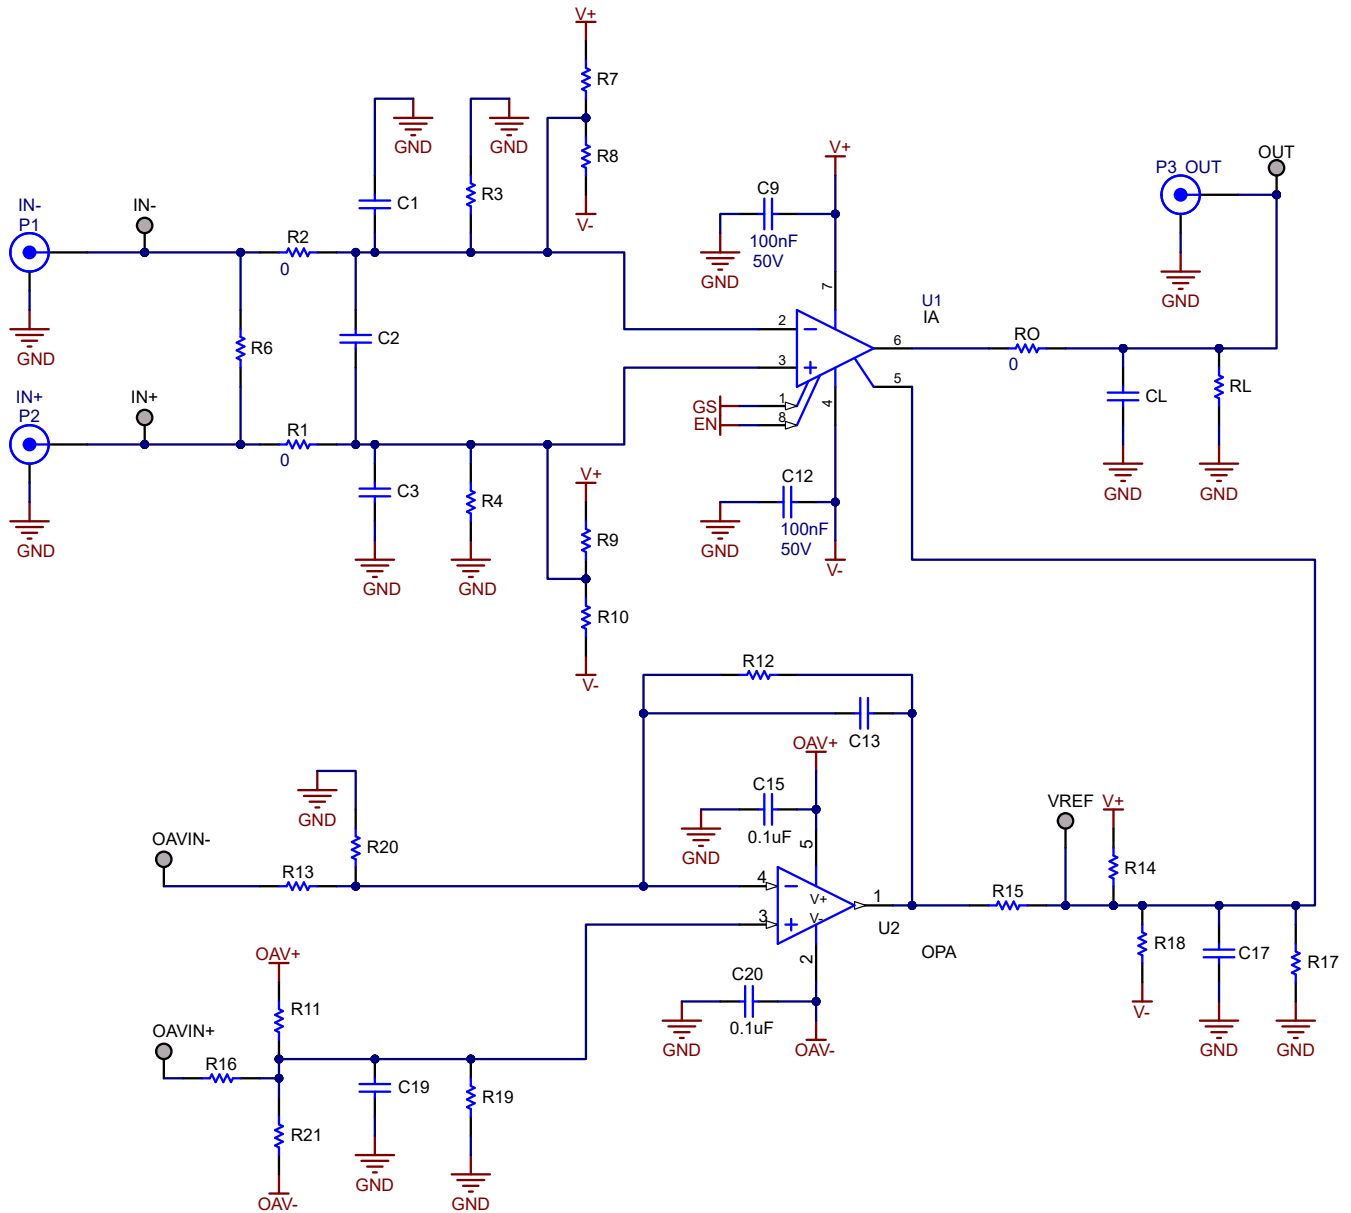 V+
R7
GND
GND
R8
V-
C1
R3
IN-
P1
IN-
R2
0
GND
R6
C2
IN+
P2
IN+
R1
0
GND
C3
R4
GND
GND
V+
R9
R10
V-
V+
C9
100nF
50V
GND
7
U1
IA
2
3
6
5
GS
1
EN
8
4
C12
100nF
50V
GND
V-
RO
0
P3 OUT
OUT
GND
CL
RL
GND
GND
R12
C13
OAV+
C15
0.1uF
GND
5
GND
R20
OAVIN-
R13
4
3
V+
V-
1
U2
OPA
2
C20
0.1uF
GND
OAV-
R15
VREF
V+
R14
R18
V-
C17
R17
GND
GND
OAV+
R11
OAVIN+
R16
C19
R19
R21
GND
GND
OAV-